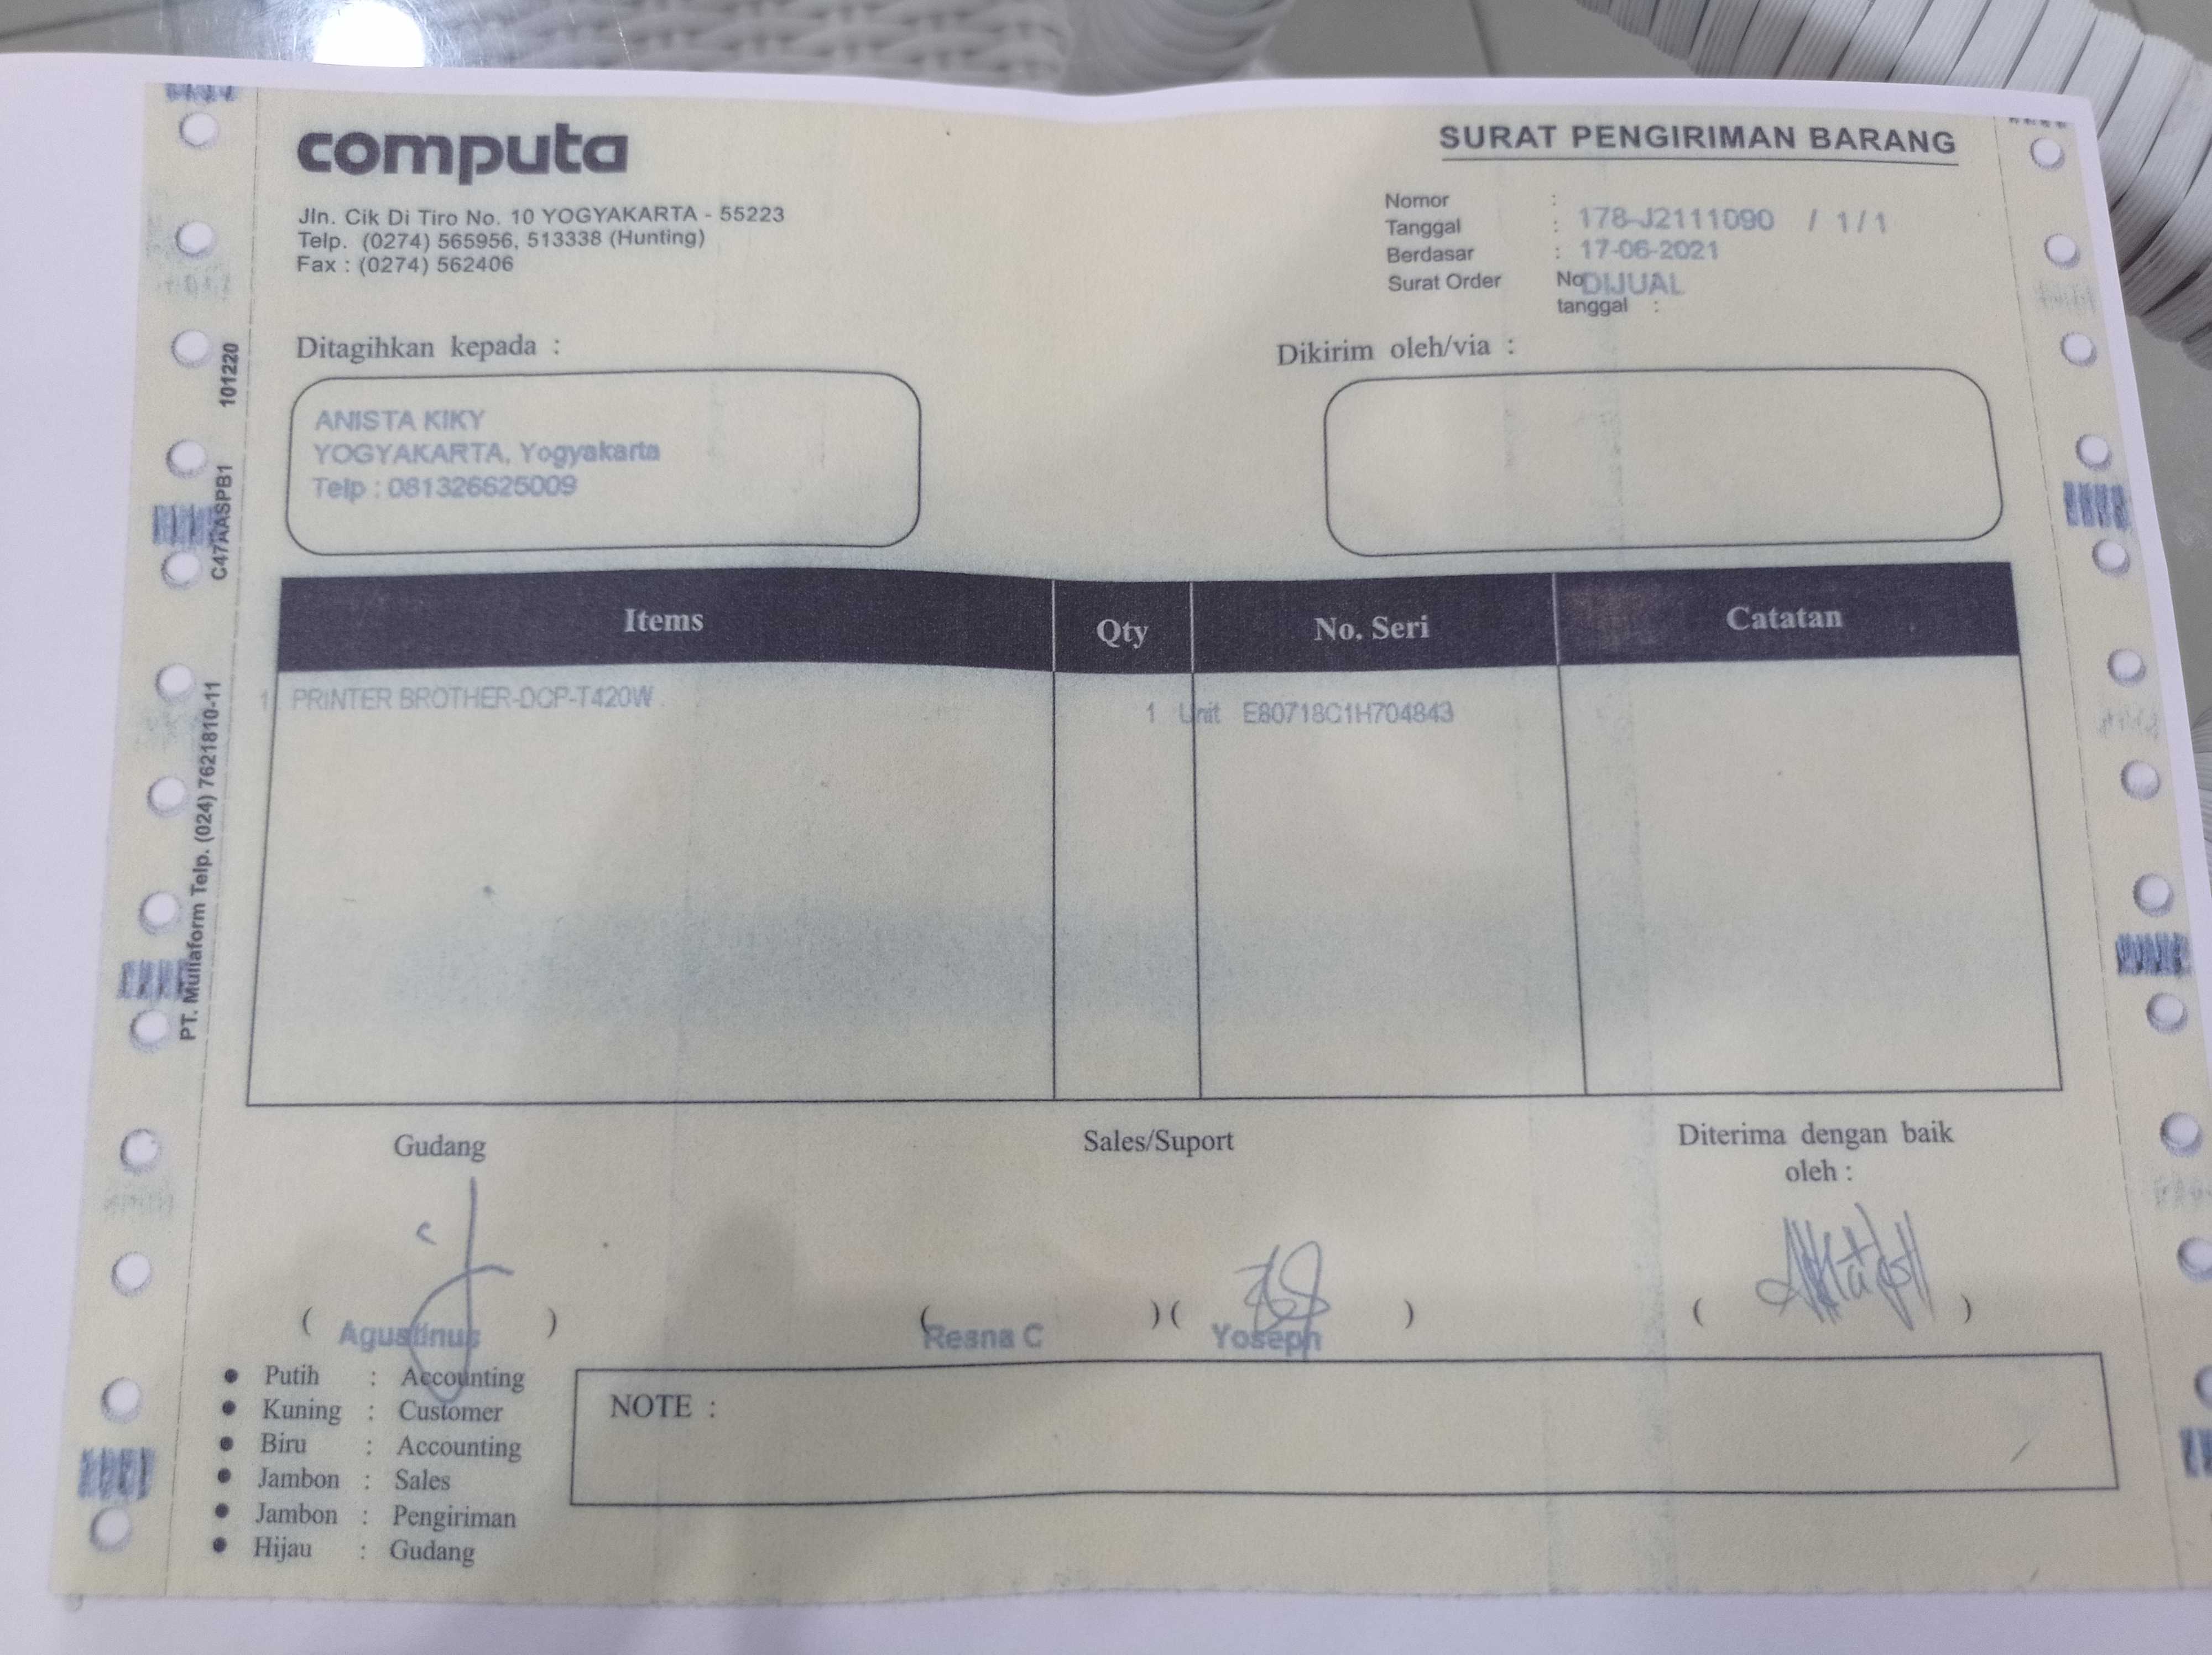 computa
Jln. Cik Di Tiro No. 10 YOGYAKARTA - 55223
Telp. (0274) 565956, 513338 (Hunting)
Fax : (0274) 562406
SURAT PENGIRIMAN BARANG
Nomor :
Tanggal : 178-J2111090 / 1/1
Berdasar : 17-06-2021
Surat Order No DIJUAL
tanggal :
Ditagihkan kepada :
ANISTA KIKY
YOGYAKARTA, Yogyakarta
Telp : 081326625009
Dikirim oleh/via :
Items Qty No. Seri Catatan
1 PRINTER BROTHER-DCP-T420W . 1 Unit E80718C1H704843
Gudang Sales/Suport Diterima dengan baik
oleh :
( Agustinus ) ( Resna C ) ( Yoseph ) ( )
• Putih : Accounting
• Kuning : Customer
• Biru : Accounting
• Jambon : Sales
• Jambon : Pengiriman
• Hijau : Gudang
NOTE :
PT. Muliaform Telp. (024) 7621810-11 C47AAASPB1 101220